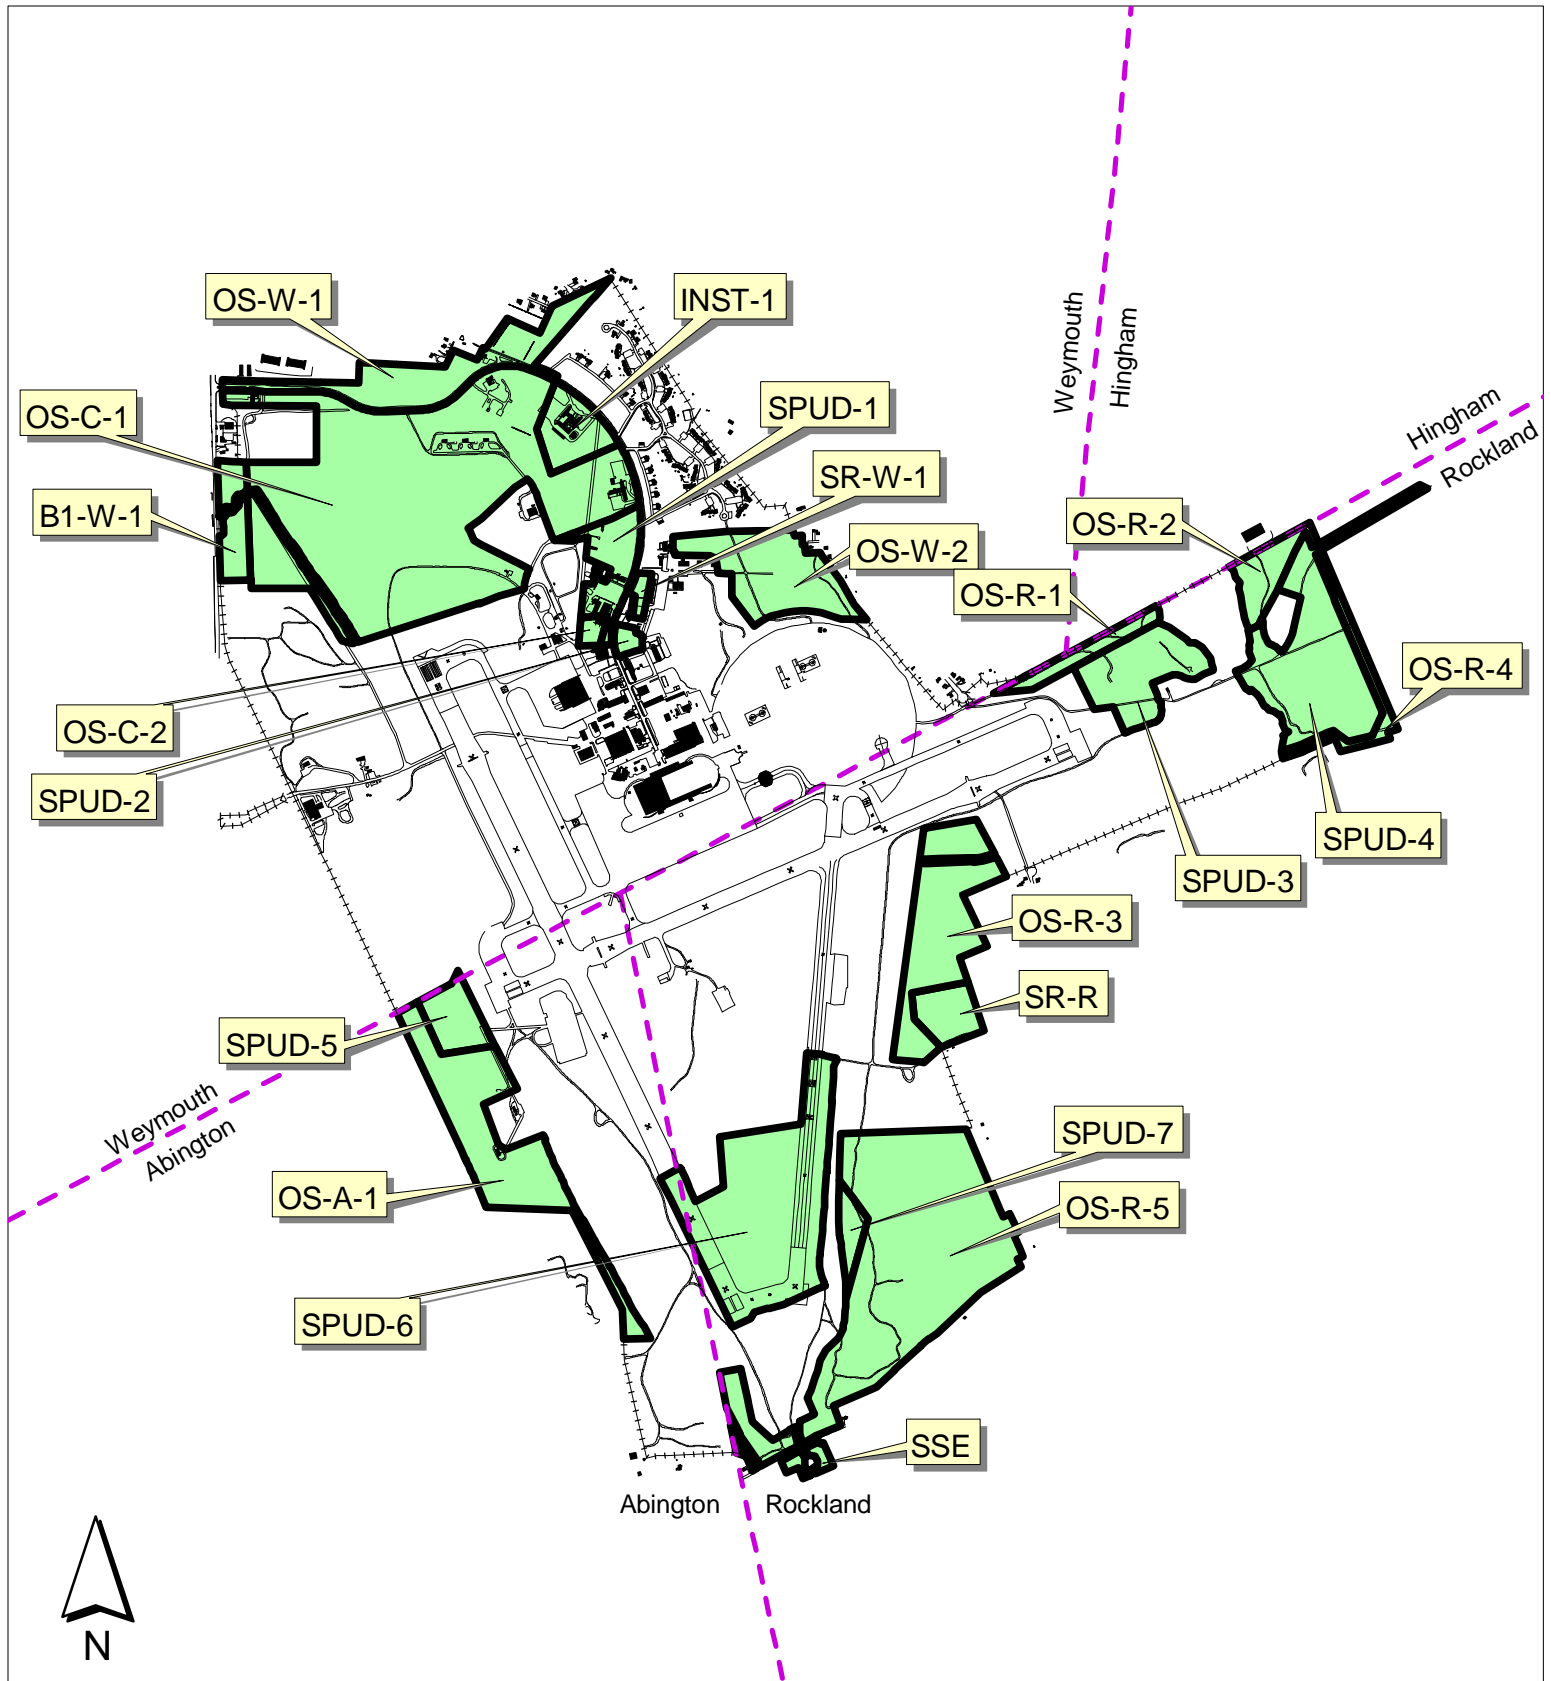 OS-W-1
INST-1
Weymouth
Hingham
OS-C-1
SPUD-1
Hingham
Rockland
SR-W-1
B1-W-1
OS-R-2
OS-W-2
OS-R-1
OS-R-4
OS-C-2
SPUD-2
SPUD-4
SPUD-3
OS-R-3
SR-R
SPUD-5
Weymouth
Abington
SPUD-7
OS-A-1
OS-R-5
SPUD-6
SSE
Abington
Rockland
N